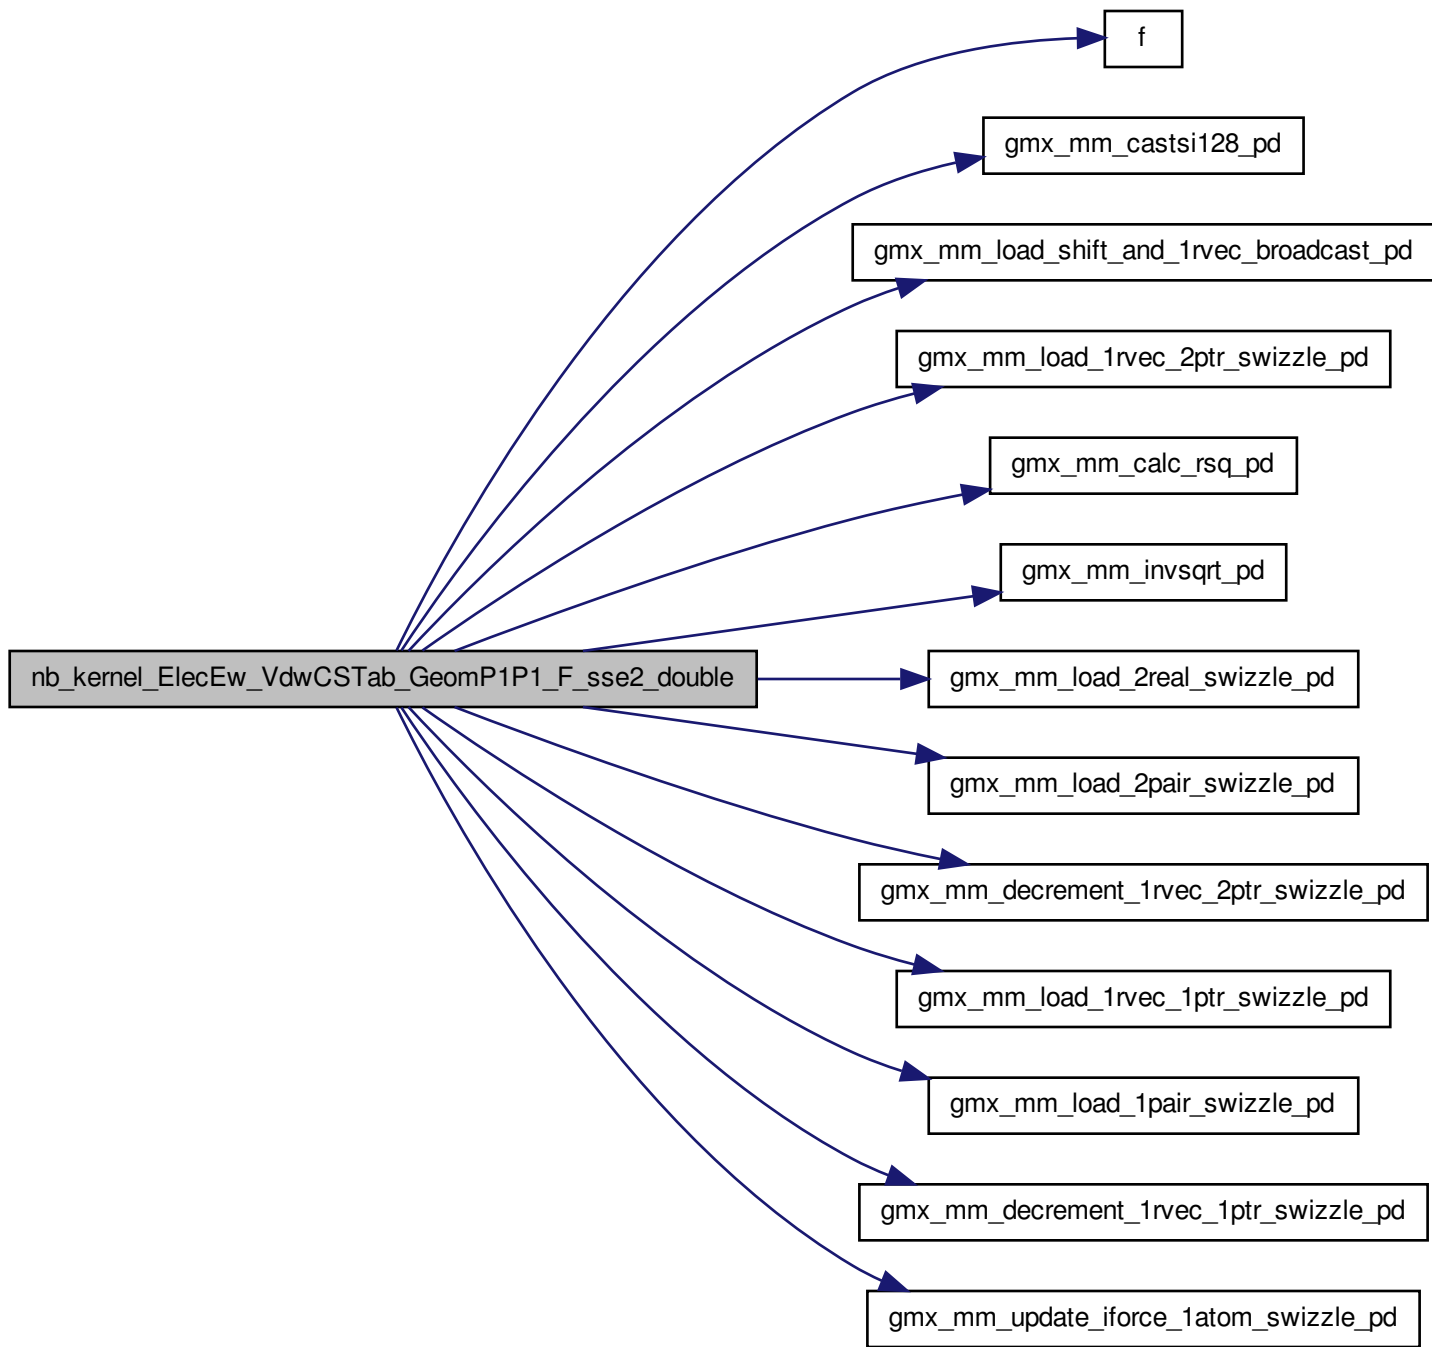 f
gmx_mm_castsi128_pd
gmx_mm_load_shift_and_1rvec_broadcast_pd
gmx_mm_load_1rvec_2ptr_swizzle_pd
gmx_mm_calc_rsq_pd
gmx_mm_invsqrt_pd
nb_kernel_ElecEw_VdwCSTab_GeomP1P1_F_sse2_double
gmx_mm_load_2real_swizzle_pd
gmx_mm_load_2pair_swizzle_pd
gmx_mm_decrement_1rvec_2ptr_swizzle_pd
gmx_mm_load_1rvec_1ptr_swizzle_pd
gmx_mm_load_1pair_swizzle_pd
gmx_mm_decrement_1rvec_1ptr_swizzle_pd
gmx_mm_update_iforce_1atom_swizzle_pd